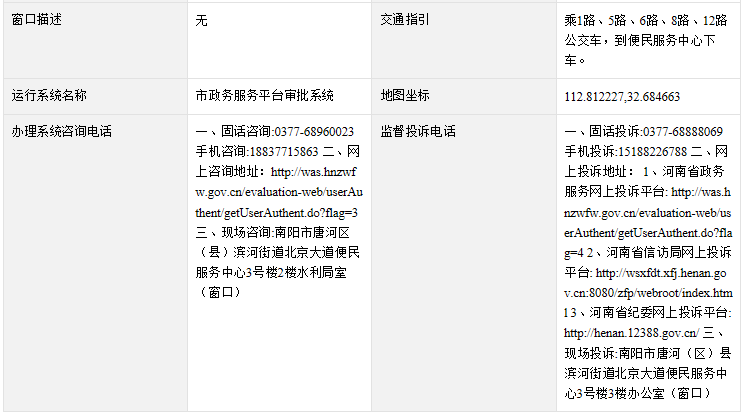 窗口描述
无
交通指引
乘1路、5路、6路、8路、12路
公交车，到便民服务中心下
车。
运行系统名称
市政务服务平台审批系统
地图坐标
112.812227,32.684663
办理系统咨询电话
一、固话咨询:0377-68960023
手机咨询:18837715863 二、网
上咨询地址：http://was.hnzwf
w.gov.cn/evaluation-web/userAu
thent/getUserAuthent.do?flag=3
三、现场咨询:南阳市唐河区
（县）滨河街道北京大道便民
服务中心3号楼2楼水利局室
（窗口）
监督投诉电话
一、固话投诉:0377-68888069
手机投诉:15188226788 二、网
上投诉地址： 1、河南省政务
服务网上投诉平台: http://was.h
nzwfw.gov.cn/evaluation-web/us
erAuthent/getUserAuthent.do?fla
g=4 2、河南省信访局网上投诉
平台: http://wsxfdt.xfj.henan.go
v.cn:8080/zfp/webroot/index.htm
l 3、河南省纪委网上投诉平台:
http://henan.12388.gov.cn/ 三、
现场投诉:南阳市唐河（区）县
滨河街道北京大道便民服务中
心3号楼3楼办公室（窗口）